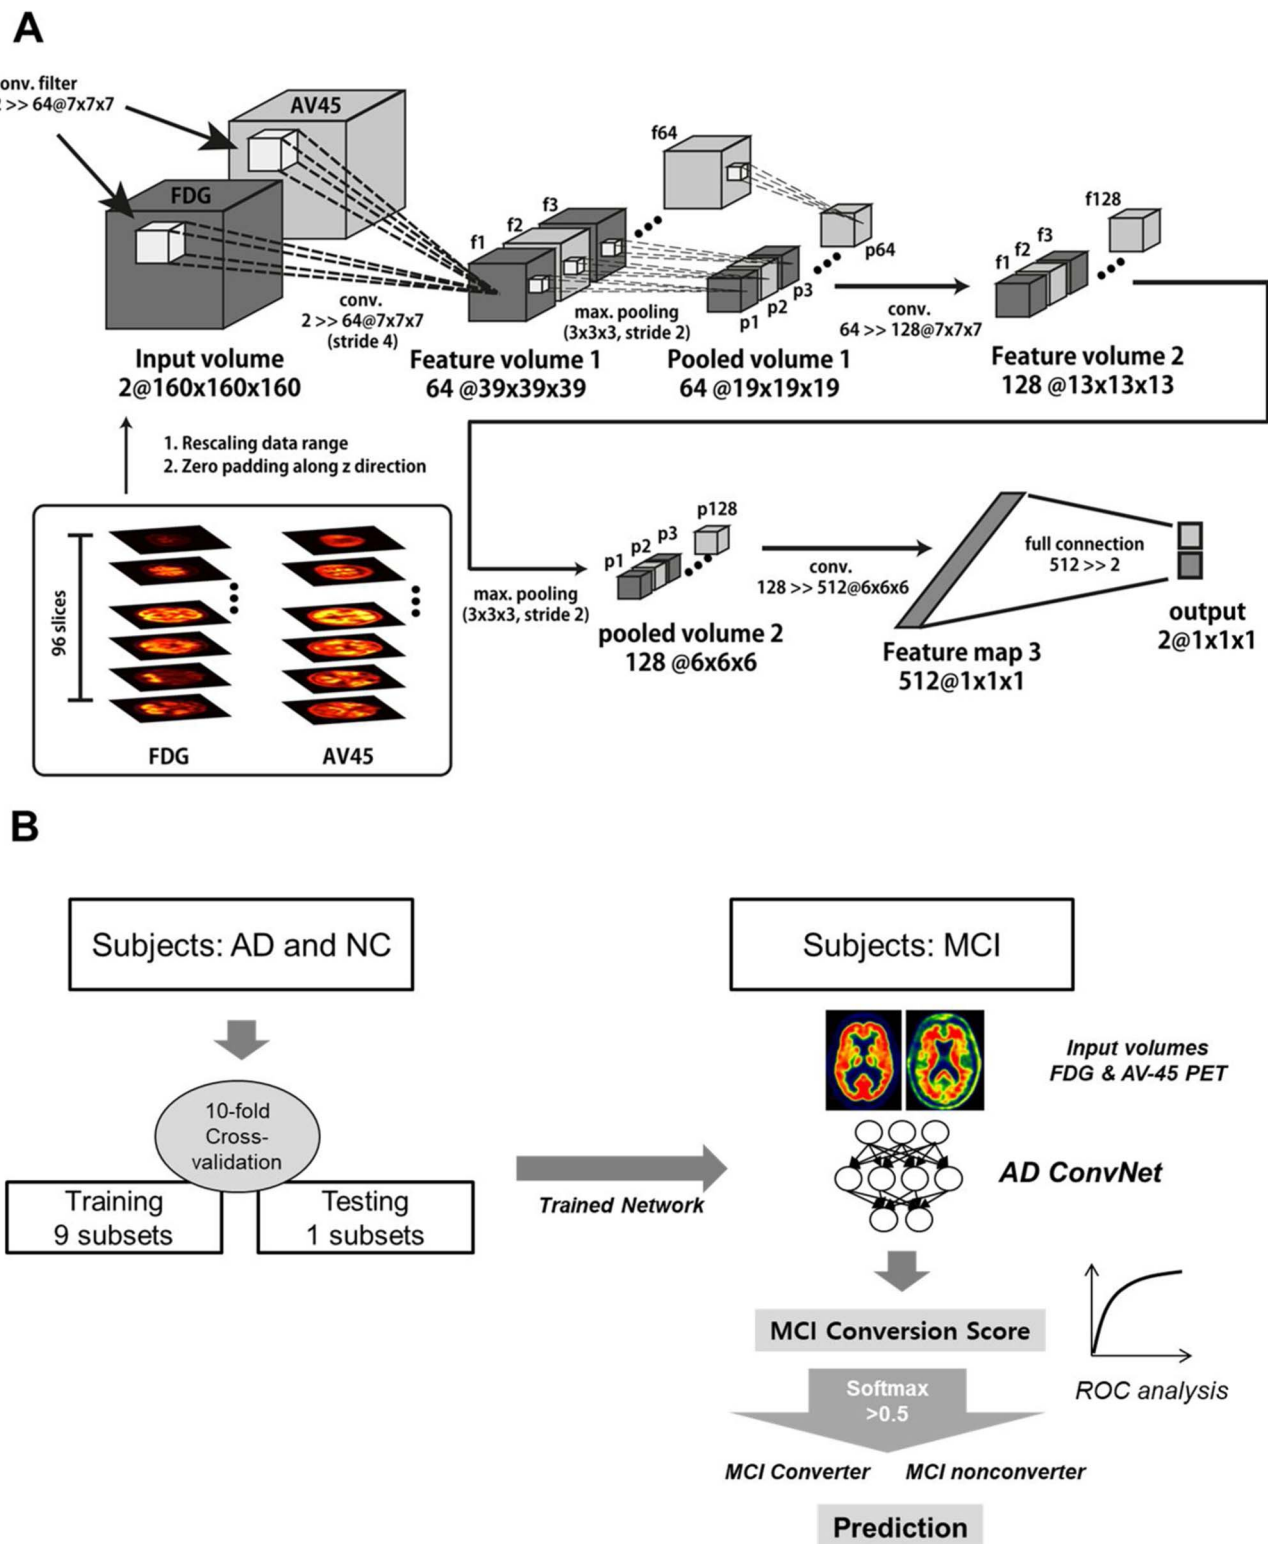 A
onv. filter
2 >> 64@7x7x7
AV45
FDG
f1
f2
f3
f64
p1
p2
p3
p64
f1
f2
f3
f128
conv.
2 >> 64@7x7x7
(stride 4)
max. pooling
(3x3x3, stride 2)
conv.
64 >> 128@7x7x7
Input volume
2@160x160x160
Feature volume 1
64 @39x39x39
Pooled volume 1
64 @19x19x19
Feature volume 2
128 @13x13x13
1. Rescaling data range
2. Zero padding along z direction
96 slices
FDG
AV45
max. pooling
(3x3x3, stride 2)
p1
p2
p3
p128
pooled volume 2
128 @6x6x6
conv.
128 >> 512@6x6x6
Feature map 3
512@1x1x1
full connection
512 >> 2
output
2@1x1x1
B
Subjects: AD and NC
10-fold
Cross-
validation
Training
9 subsets
Testing
1 subsets
Trained Network
Subjects: MCI
Input volumes
FDG & AV-45 PET
AD ConvNet
MCI Conversion Score
ROC analysis
Softmax
>0.5
MCI Converter
MCI nonconverter
Prediction